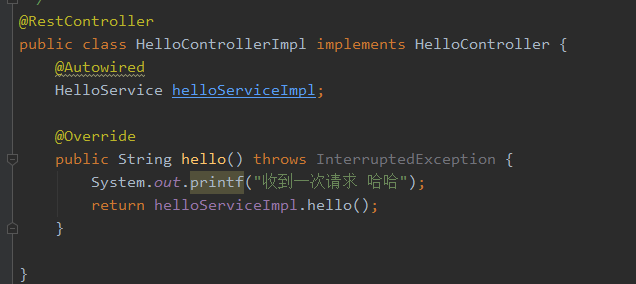 /
@RestController
public class HelloControllerImpl implements HelloController {
@Autowired
HelloService helloServiceImpl;
@Override
public String hello() throws InterruptedException {
System.out.printf("收到一次请求 哈哈");
return helloServiceImpl.hello();
}
}